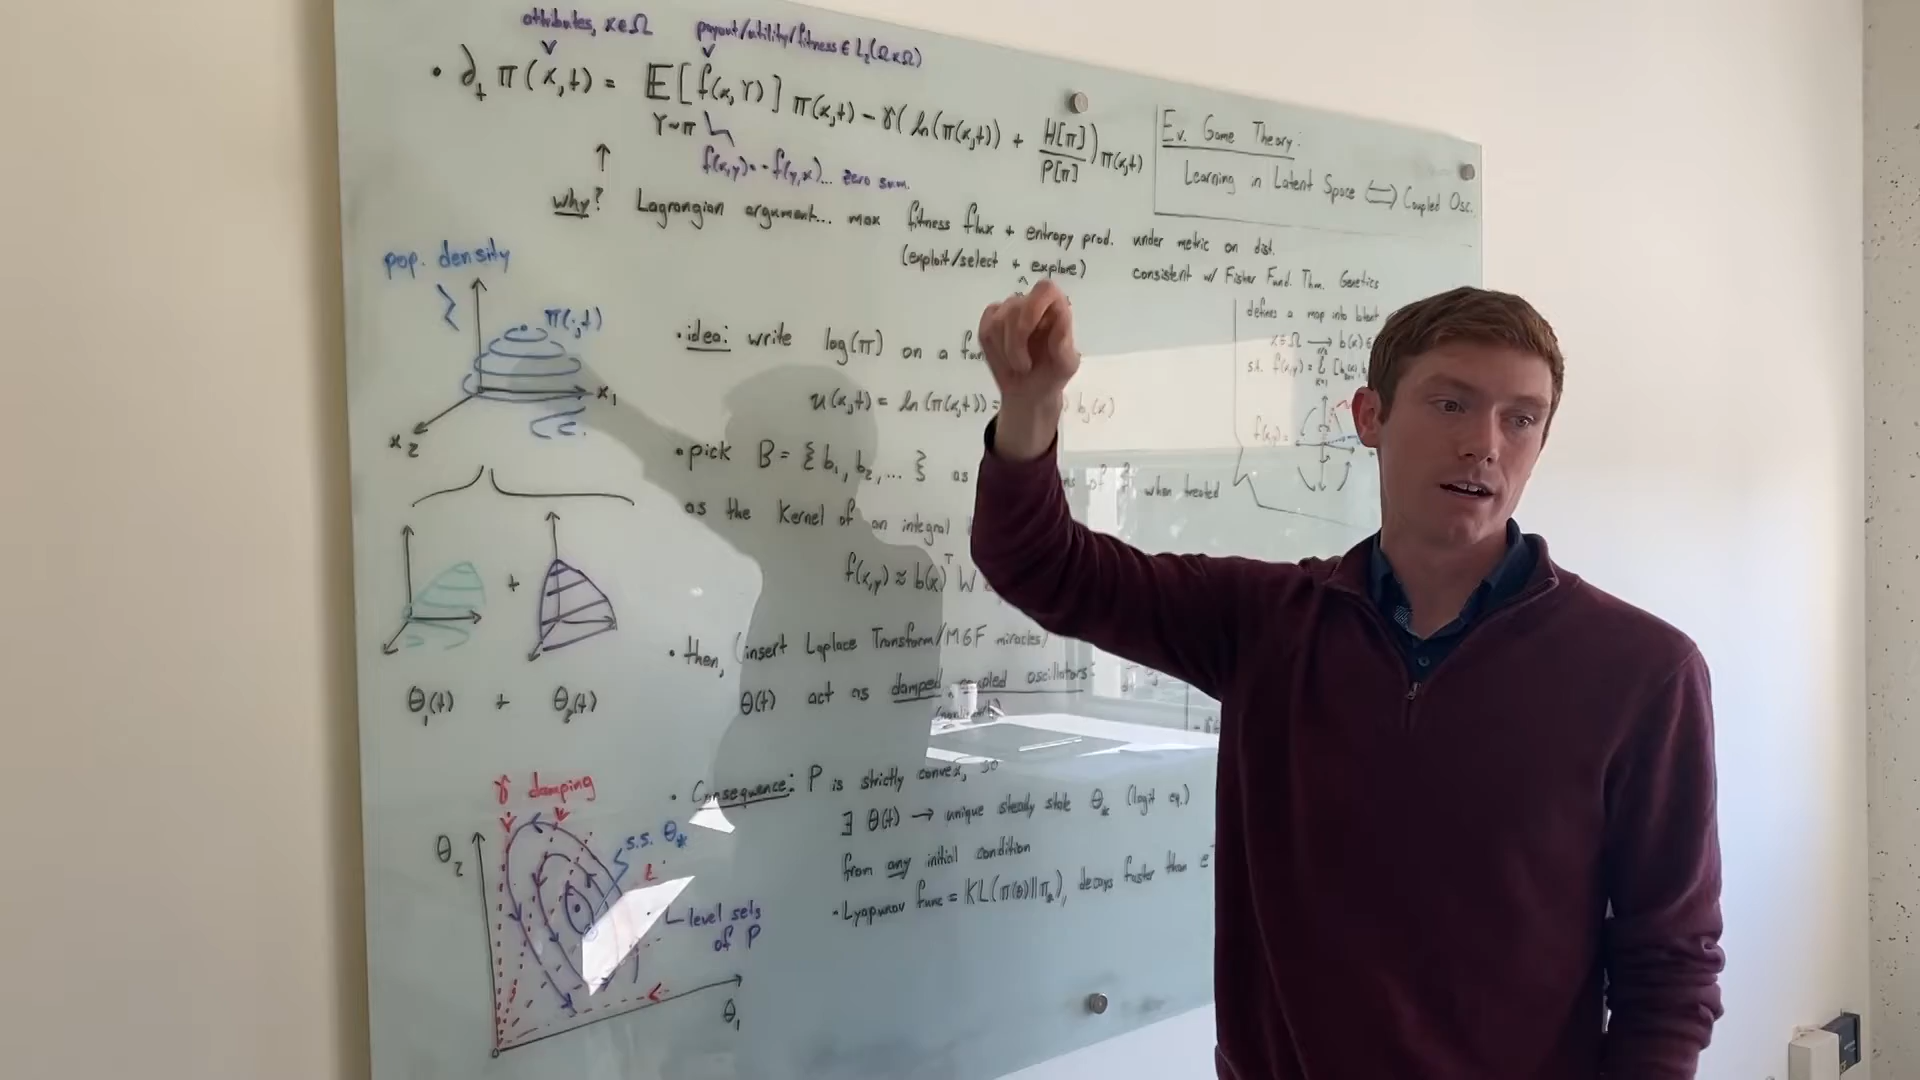 attributes, x∈Ω
payout/utility/fitness ∈ L₂(Ω×Ω)
• ∂ₜ π(x,t) = 𝔼[f(x,Y)] π(x,t) − γ(ln(π(x,t)) + H[π]/P[π]) π(x,t)
Y~π
f(x,y) = -f(y,x)... zero sum.
Ev. Game Theory:
Learning in Latent Space ⟺ Coupled Osc.
why? Lagrangian argument... max fitness flux + entropy prod. under metric on dist.
(exploit/select + explore)
consistent w/ Fisher Fund. Thm. Genetics
pop. density
π(·,t)
x₁
x₂
• idea: write log(π) on a
u(x,t) = ln(π(x,t)) =
bⱼ(x)
defines a map into latent
x∈Ω → b(x) ∈
s.t. f(x,y) =
f(x,y) =
• pick B = {b₁, b₂, ... } as
of f when treated
as the kernel of an integral
f(x,y) ≈ b(x)ᵀ W
+
θ₁(t) + θ₂(t)
• then, (insert Laplace Transform/MGF miracles)
θ(t) act as damped, coupled oscillators:
(nonlinear)
• Consequence: P is strictly convex, so
∃ θ(t) → unique steady state θ* (logit eq.)
from any initial condition
• Lyapunov func = KL(π(θ)||π*), decays faster than e
γ damping
θ₂
s.s. θ*
level sets
of P
θ₁